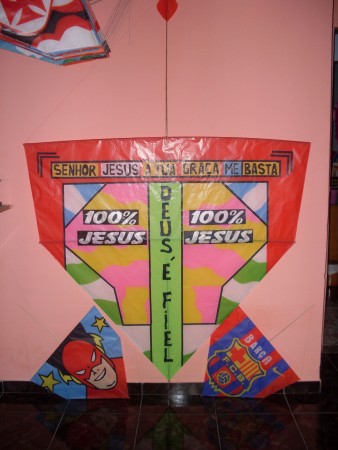 SENHOR JESUS A TUA GRAÇA ME BASTA
100%
JESUS
DEUS É FIEL
100%
JESUS
BARÇA
F C B